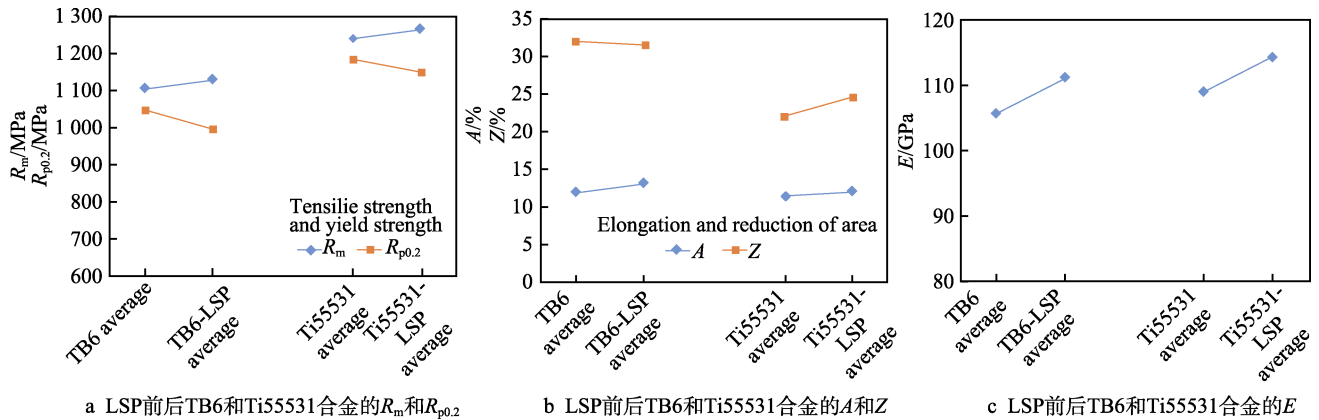 1 300
1 200
1 100
1 000
900
800
700
600
Rm/MPa
Rp0.2/MPa
Tensilie strength
and yield strength
Rm
Rp0.2
TB6 average
TB6-LSP
average
Ti55531
average
Ti55531-
LSP
average
a LSP前后TB6和Ti55531合金的Rm和Rp0.2
35
30
25
20
15
10
5
0
A/%
Z/%
Elongation and reduction of area
A
Z
TB6
average
TB6-LSP
average
Ti55531
average
Ti55531-
LSP
average
b LSP前后TB6和Ti55531合金的A和Z
120
110
100
90
80
E/GPa
TB6
average
TB6-LSP
average
Ti55531
average
Ti55531-
LSP
average
c LSP前后TB6和Ti55531合金的E